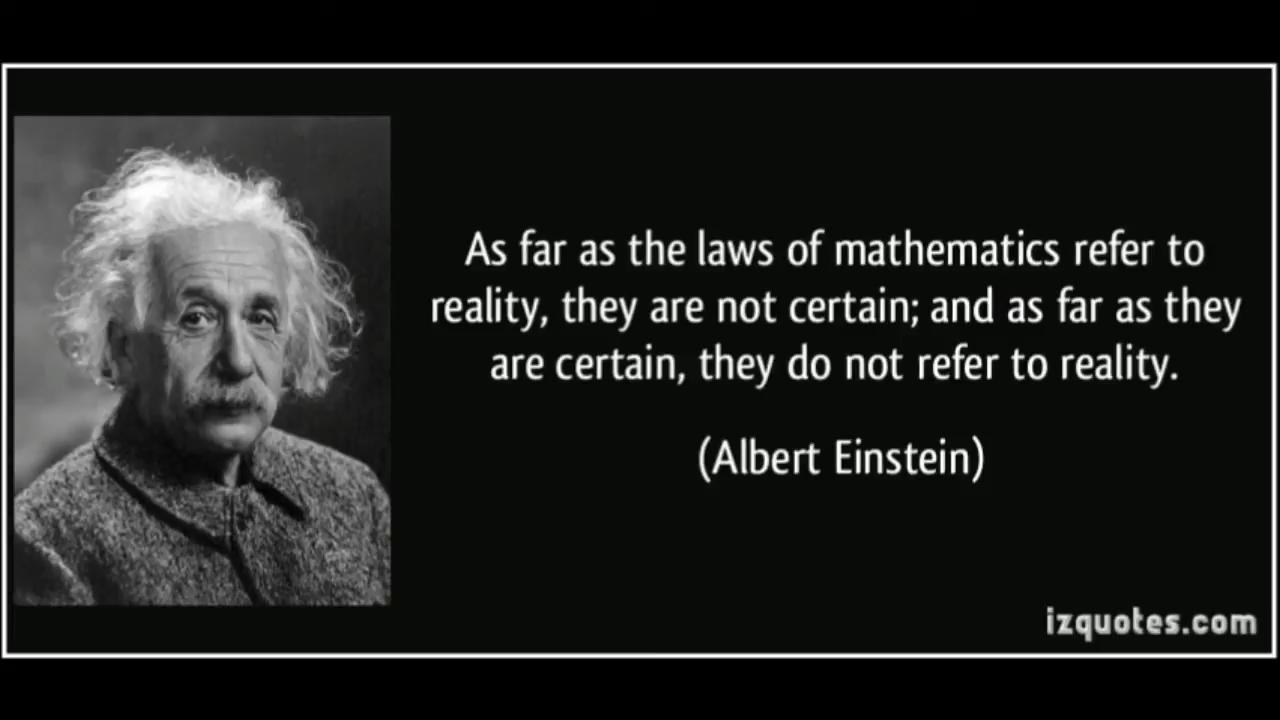 As far as the laws of mathematics refer to
reality, they are not certain; and as far as they
are certain, they do not refer to reality.
(Albert Einstein)
izquotes.com